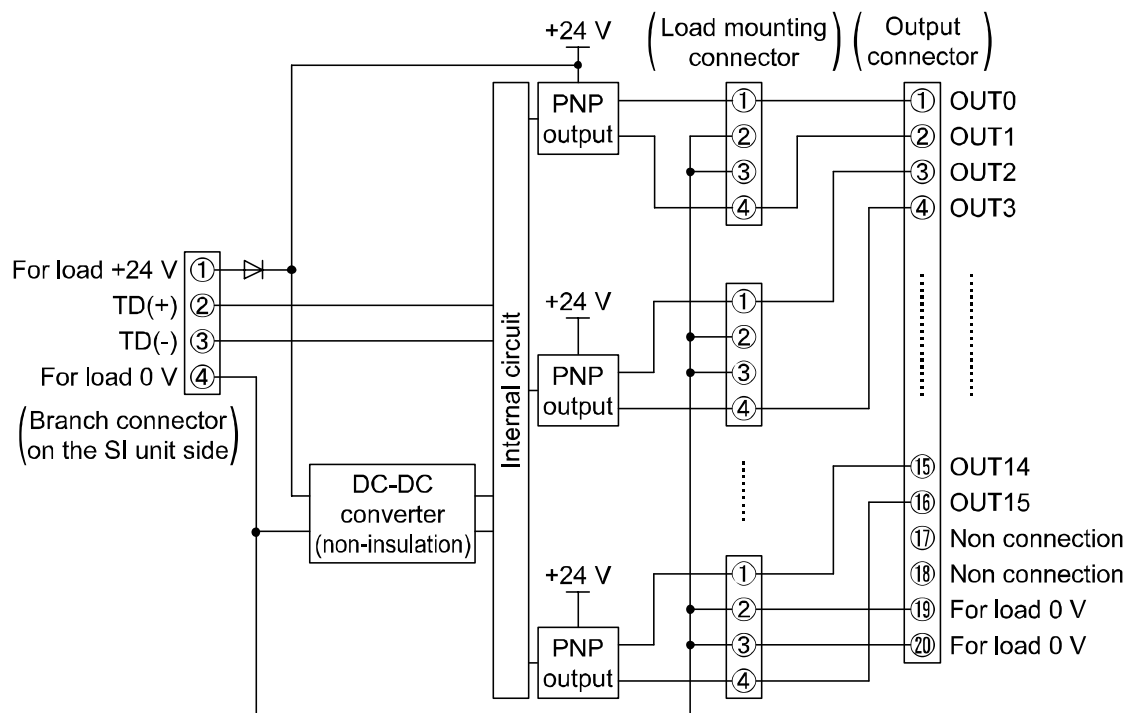 +24 V
(Load mounting
connector)
(Output
connector)
PNP
output
①
②
③
④
① OUT0
② OUT1
③ OUT2
④ OUT3
For load +24 V ①
TD(+) ②
TD(-) ③
For load 0 V ④
(Branch connector
on the SI unit side)
Internal circuit
+24 V
PNP
output
①
②
③
④
DC-DC
converter
(non-insulation)
+24 V
PNP
output
①
②
③
④
⑮ OUT14
⑯ OUT15
⑰ Non connection
⑱ Non connection
⑲ For load 0 V
⑳ For load 0 V